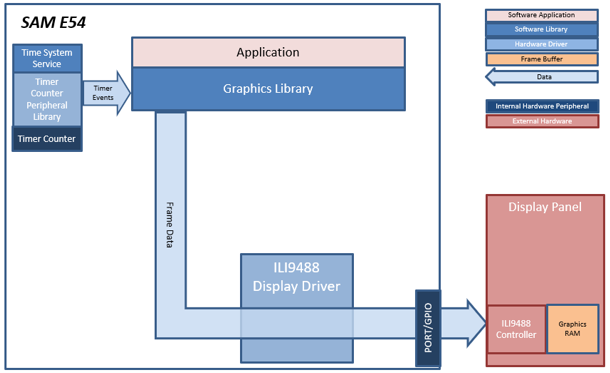 SAM E54
Time System
Service
Timer
Counter
Peripheral
Library
Timer Counter
Timer
Events
Application
Graphics Library
Frame Data
ILI9488
Display Driver
PORT/GPIO
Software Application
Software Library
Hardware Driver
Frame Buffer
Data
Internal Hardware Peripheral
External Hardware
Display Panel
ILI9488
Controller
Graphics
RAM